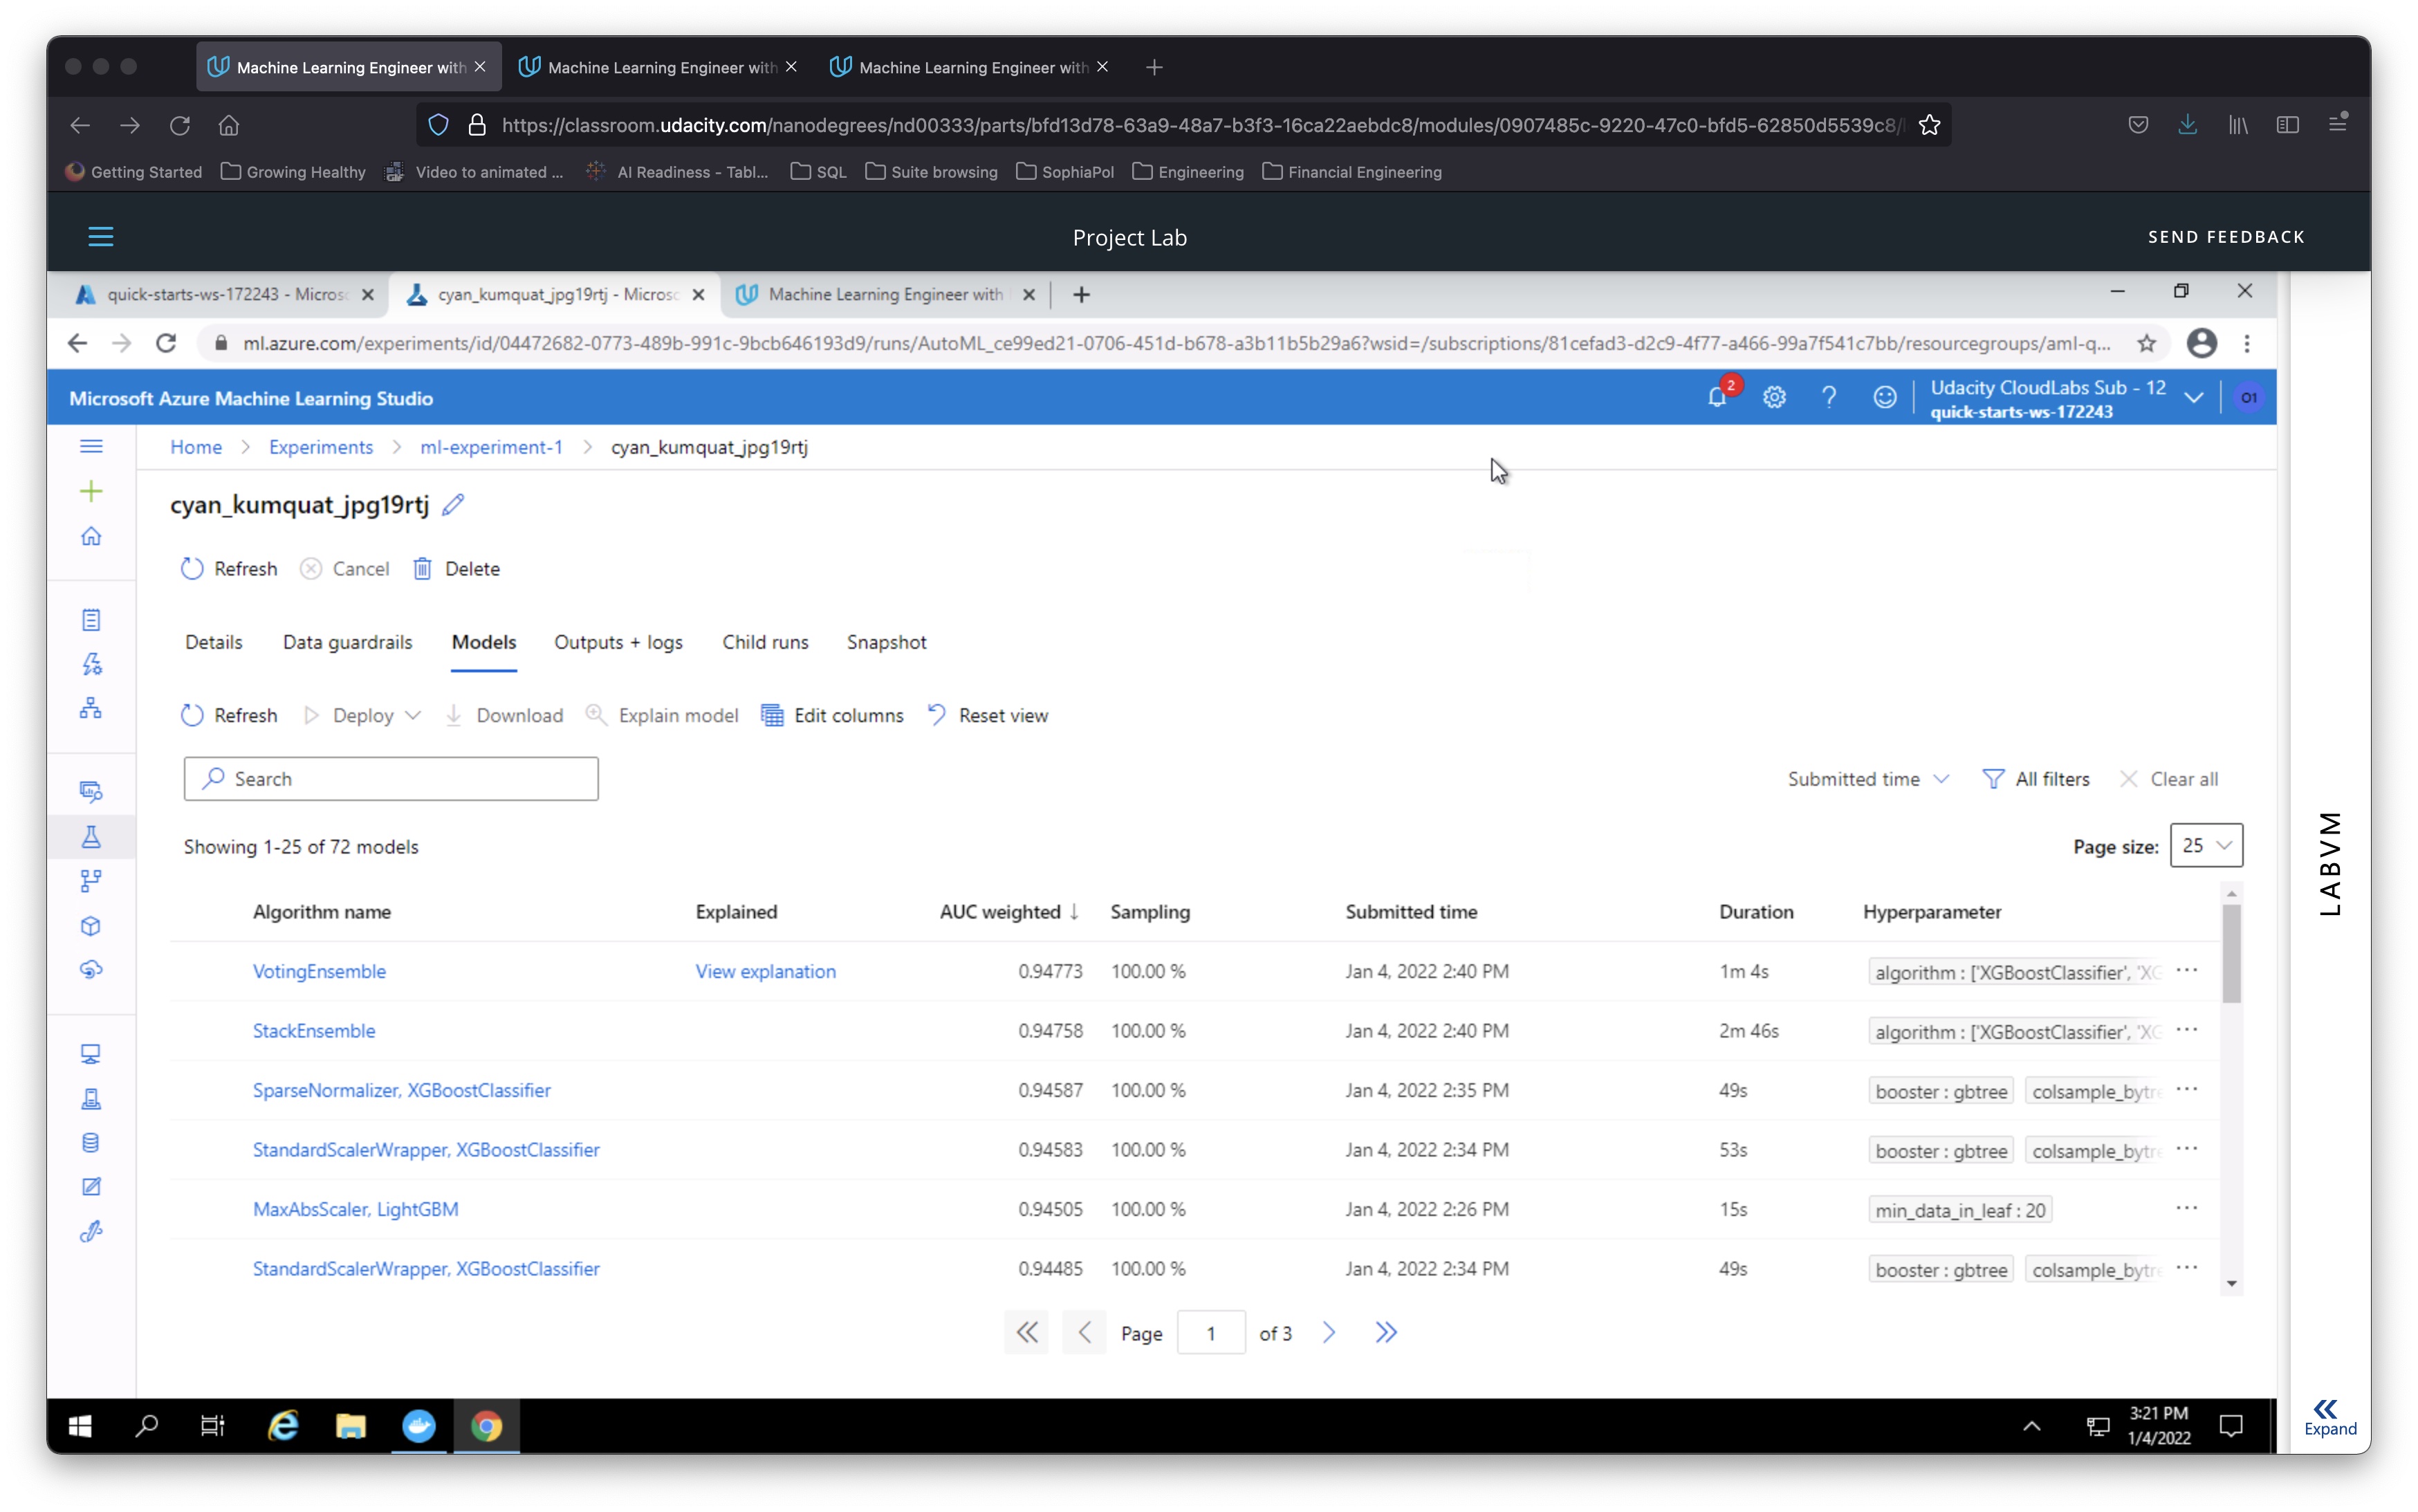 Machine Learning Engineer with
Machine Learning Engineer with
Machine Learning Engineer with
https://classroom.udacity.com/nanodegrees/nd00333/parts/bfd13d78-63a9-48a7-b3f3-16ca22aebdc8/modules/0907485c-9220-47c0-bfd5-62850d5539c8/
Getting Started
Growing Healthy
Video to animated ...
AI Readiness - Tabl...
SQL
Suite browsing
SophiaPol
Engineering
Financial Engineering
Project Lab
SEND FEEDBACK
quick-starts-ws-172243 - Micros
cyan_kumquat_jpg19rtj - Microsc
Machine Learning Engineer with
ml.azure.com/experiments/id/04472682-0773-489b-991c-9bcb646193d9/runs/AutoML_ce99ed21-0706-451d-b678-a3b11b5b29a6?wsid=/subscriptions/81cefad3-d2c9-4f77-a466-99a7f541c7bb/resourcegroups/aml-q...
Microsoft Azure Machine Learning Studio
2
Udacity CloudLabs Sub - 12
quick-starts-ws-172243
O1
Home > Experiments > ml-experiment-1 > cyan_kumquat_jpg19rtj
cyan_kumquat_jpg19rtj
Refresh Cancel Delete
Details Data guardrails Models Outputs + logs Child runs Snapshot
Refresh Deploy Download Explain model Edit columns Reset view
Search
Submitted time All filters Clear all
Showing 1-25 of 72 models
Page size: 25
Algorithm name Explained AUC weighted ↓ Sampling Submitted time Duration Hyperparameter
VotingEnsemble View explanation 0.94773 100.00 % Jan 4, 2022 2:40 PM 1m 4s algorithm : ['XGBoostClassifier', 'XG ...
StackEnsemble 0.94758 100.00 % Jan 4, 2022 2:40 PM 2m 46s algorithm : ['XGBoostClassifier', 'XG ...
SparseNormalizer, XGBoostClassifier 0.94587 100.00 % Jan 4, 2022 2:35 PM 49s booster : gbtree colsample_bytre ...
StandardScalerWrapper, XGBoostClassifier 0.94583 100.00 % Jan 4, 2022 2:34 PM 53s booster : gbtree colsample_bytre ...
MaxAbsScaler, LightGBM 0.94505 100.00 % Jan 4, 2022 2:26 PM 15s min_data_in_leaf : 20 ...
StandardScalerWrapper, XGBoostClassifier 0.94485 100.00 % Jan 4, 2022 2:34 PM 49s booster : gbtree colsample_bytre ...
Page 1 of 3
LABVM
Expand
3:21 PM
1/4/2022